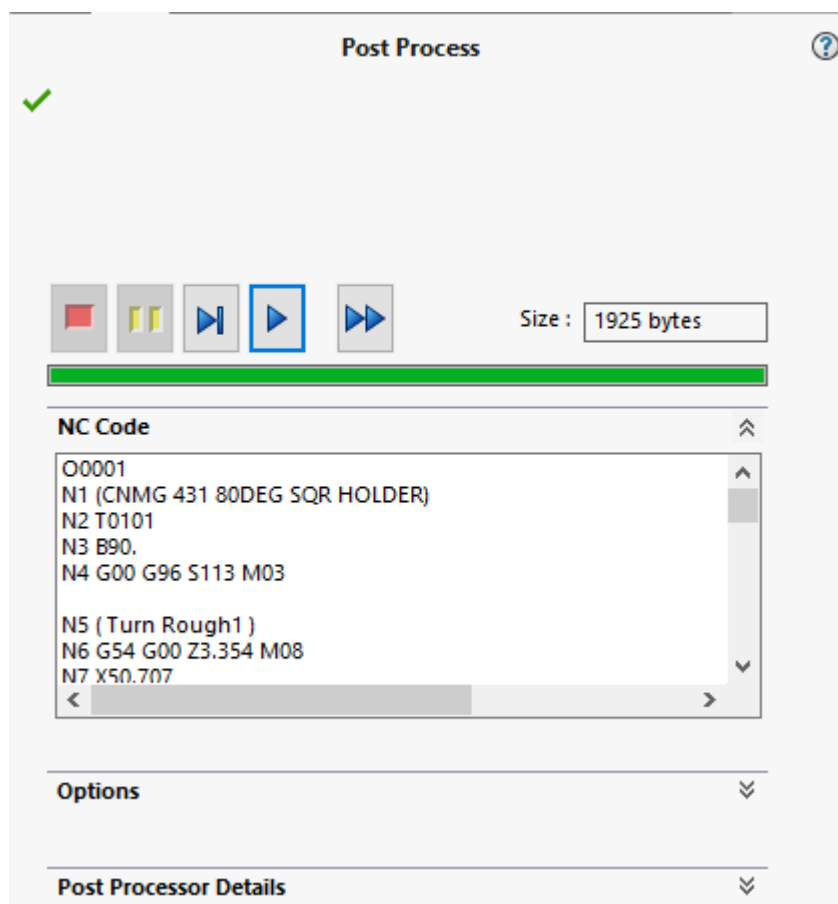 Post Process
?
Size : 1925 bytes
NC Code
O0001
N1 (CNMG 431 80DEG SQR HOLDER)
N2 T0101
N3 B90.
N4 G00 G96 S113 M03
N5 ( Turn Rough1 )
N6 G54 G00 Z3.354 M08
N7 X50.707
Options
Post Processor Details